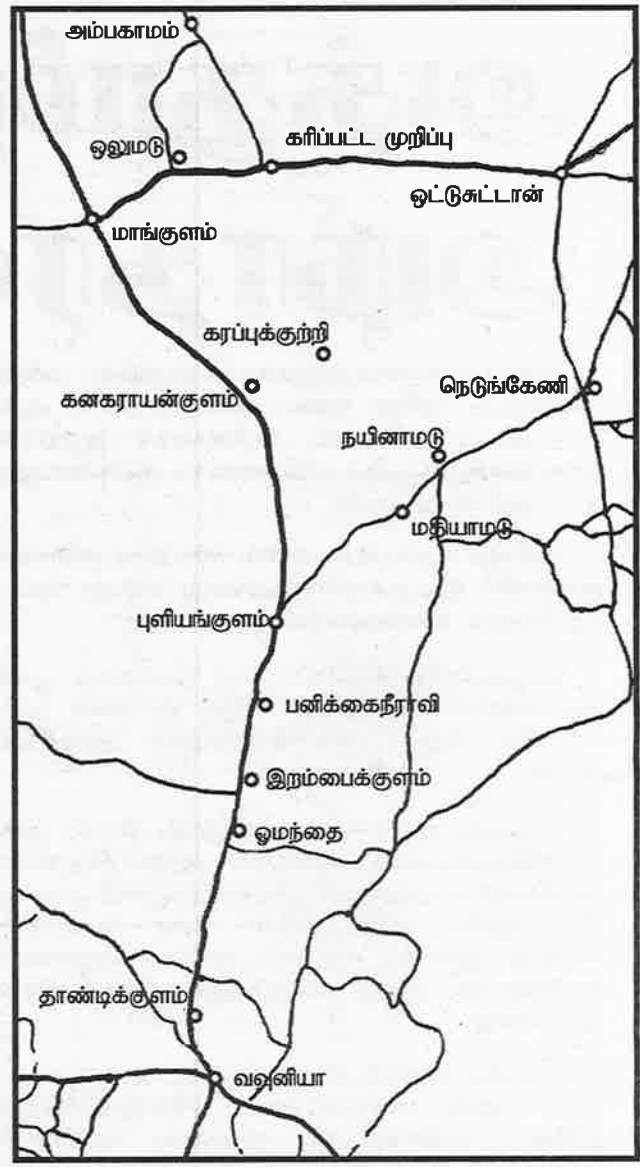 அம்பகாமம்
கரிப்பட்ட முறிப்பு
ஒலுமடு
ஒட்டுசுட்டான்
மாங்குளம்
கரப்புக்குற்றி
கனகராயன்குளம்
நெடுங்கேணி
நயினாமடு
மதியாமடு
புளியங்குளம்
பனிக்கைநீராவி
இறம்பைக்குளம்
ஓமந்தை
தாண்டிக்குளம்
வவுனியா